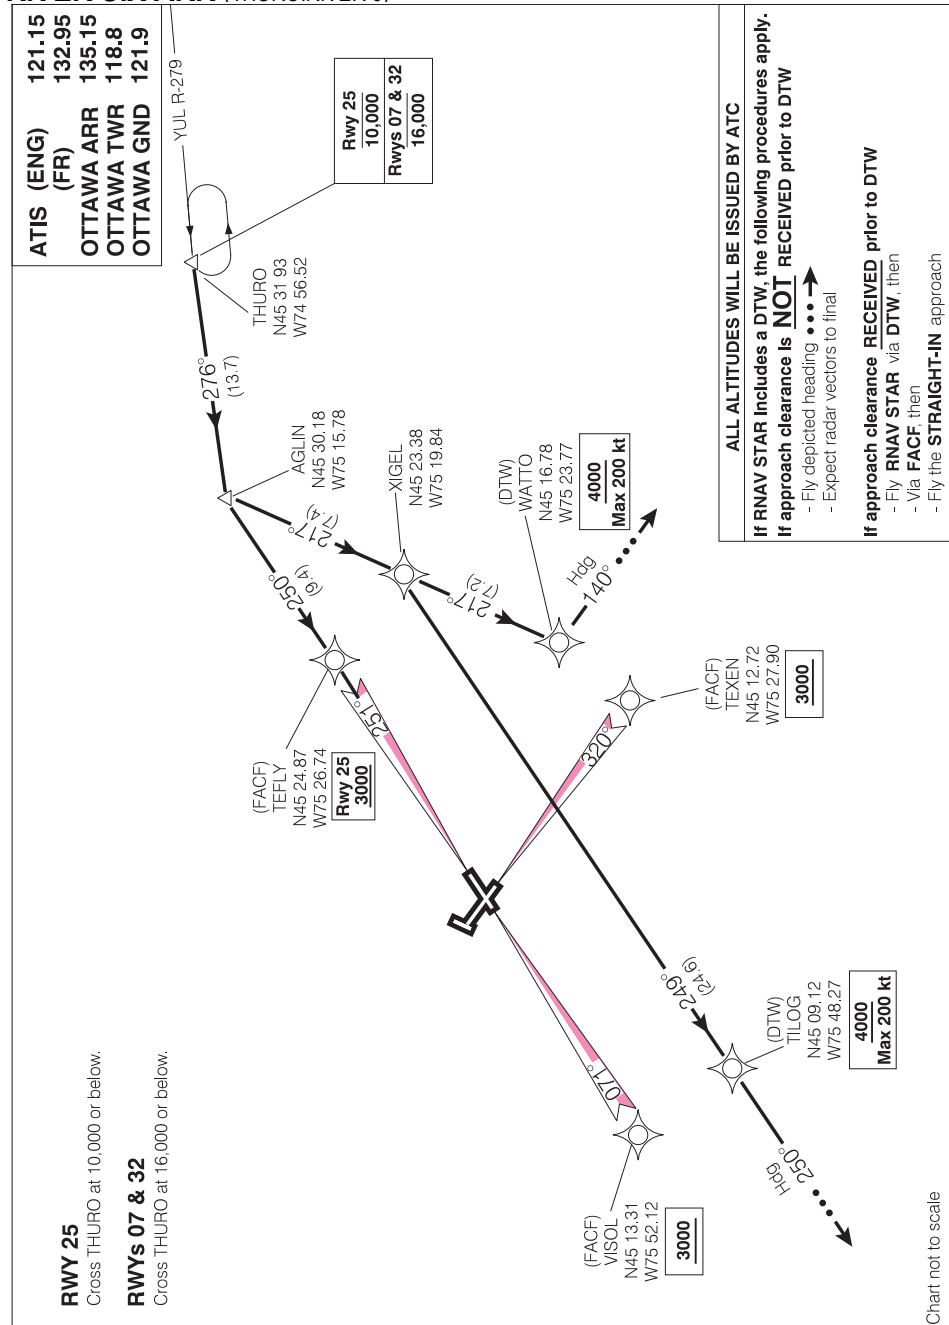 (THURO.
ATIS (ENG) 121.15
(FR) 132.95
OTTAWA ARR 135.15
OTTAWA TWR 118.8
OTTAWA GND 121.9
RWY 25
Cross THURO at 10,000 or below.
RWYs 07 & 32
Cross THURO at 16,000 or below.
YUL R-279
Rwy 25
10,000
Rwys 07 & 32
16,000
THURO
N45 31.93
W74 56.52
276°
(13.7)
AGLIN
N45 30.18
W75 15.78
250°
(9.4)
217°
(7.4)
XIGEL
N45 23.38
W75 19.84
217°
(7.2)
(DTW)
WATTO
N45 16.78
W75 23.77
4000
Max 200 kt
Hdg
140°
(FACF)
TEFLY
N45 24.87
W75 26.74
Rwy 25
3000
251°
320°
(FACF)
TEXEN
N45 12.72
W75 27.90
3000
071°
(FACF)
VISOL
N45 13.31
W75 52.12
3000
249°
(24.6)
(DTW)
TILOG
N45 09.12
W75 48.27
4000
Max 200 kt
Hdg
250°
ALL ALTITUDES WILL BE ISSUED BY ATC
If RNAV STAR includes a DTW, the following procedures apply.
If approach clearance is NOT RECEIVED prior to DTW
- Fly depicted heading
- Expect radar vectors to final
If approach clearance RECEIVED prior to DTW
- Fly RNAV STAR via DTW, then
- Via FACF, then
- Fly the STRAIGHT-IN approach
Chart not to scale